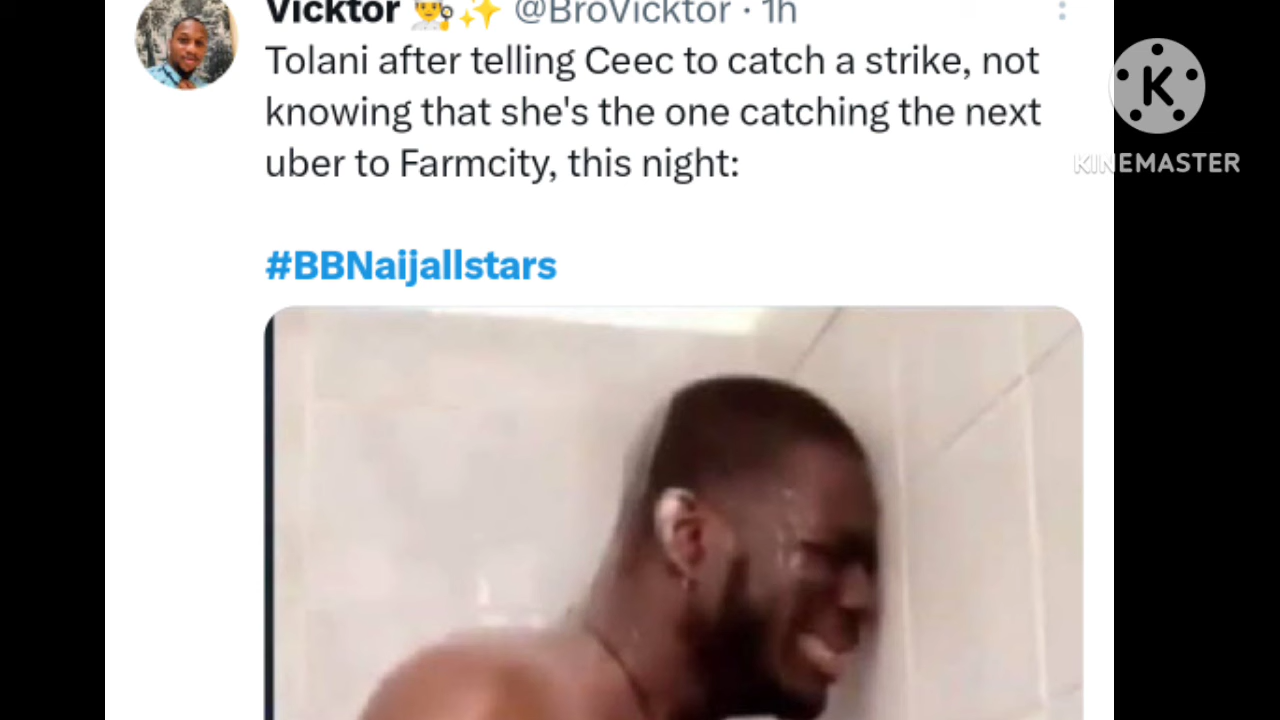 Vicktor 👨‍🍳✨ @BroVicktor · 1h
Tolani after telling Ceec to catch a strike, not
knowing that she's the one catching the next
uber to Farmcity, this night:
#BBNaijallstars
K
KINEMASTER